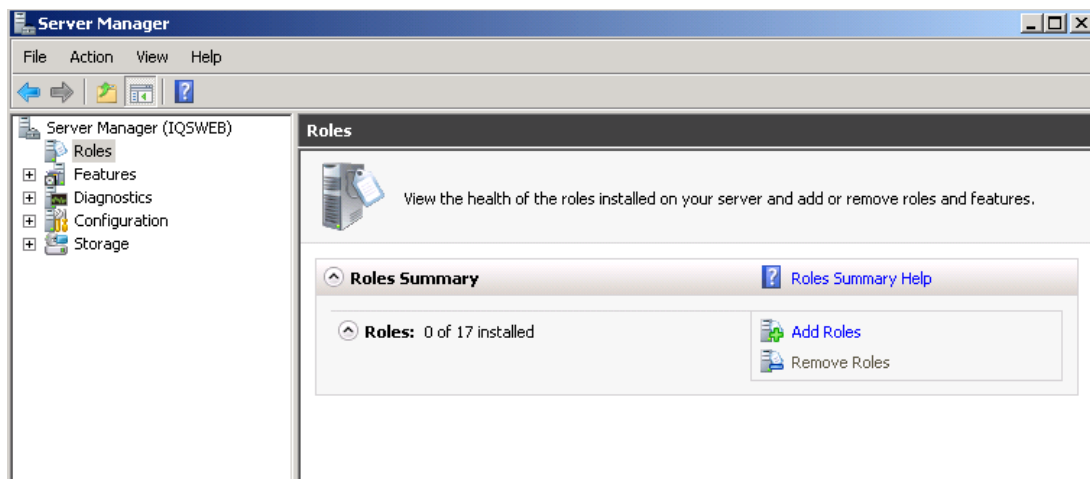 Server Manager
File Action View Help
Server Manager (IQSWEB)
Roles
Features
Diagnostics
Configuration
Storage
Roles
View the health of the roles installed on your server and add or remove roles and features.
Roles Summary
Roles Summary Help
Roles: 0 of 17 installed
Add Roles
Remove Roles